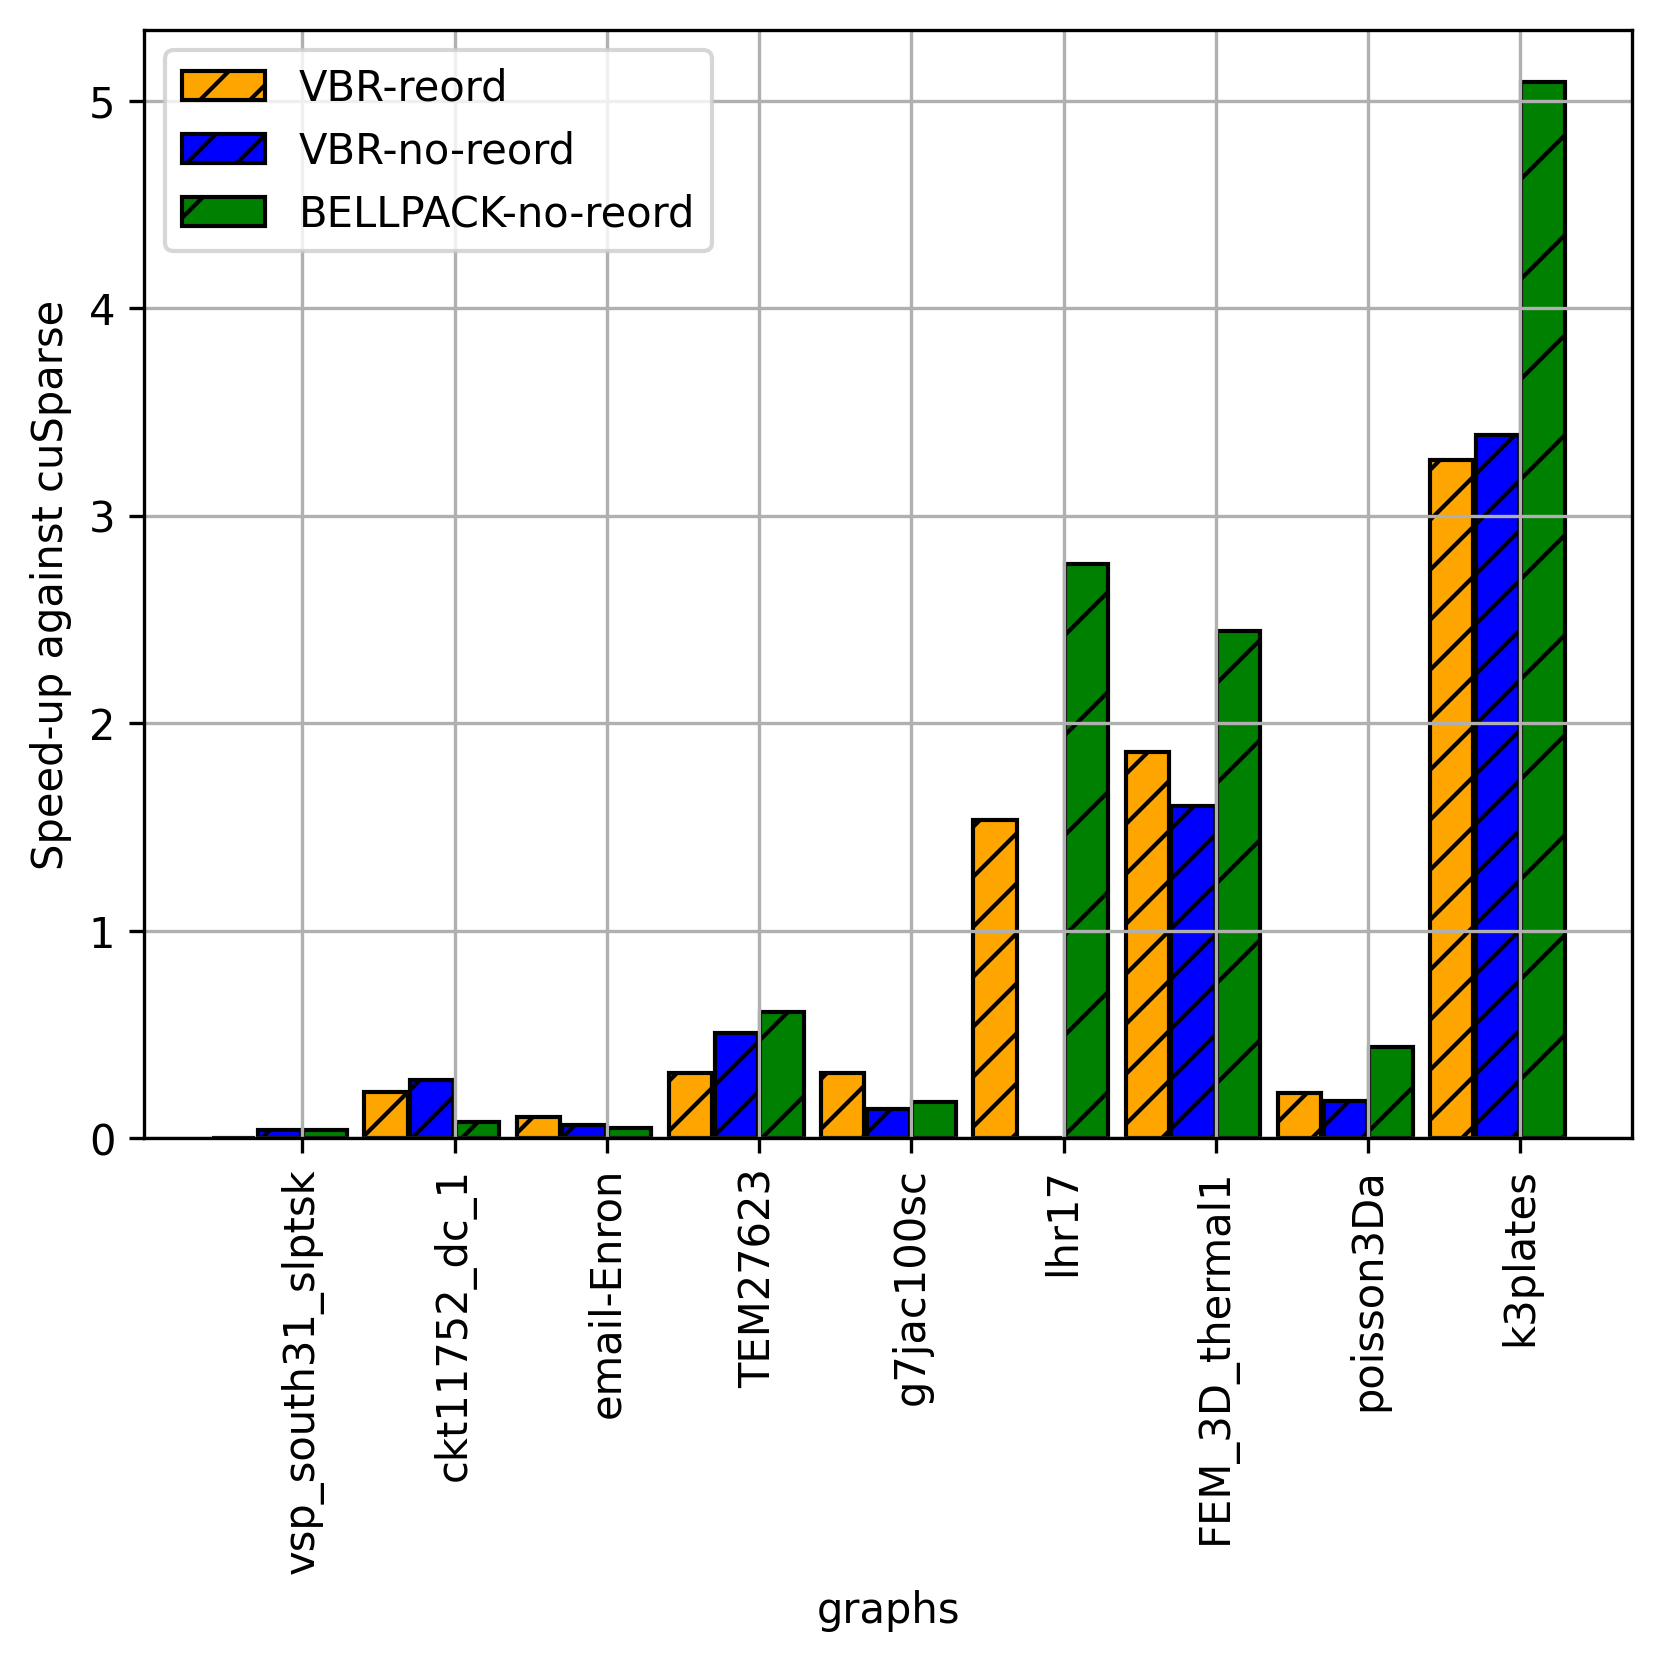 VBR-reord
VBR-no-reord
BELLPACK-no-reord
Speed-up against cuSparse
5
4
3
2
1
0
vsp_south31_slptsk
ckt11752_dc_1
email-Enron
TEM27623
g7jac100sc
lhr17
FEM_3D_thermal1
poisson3Da
k3plates
graphs